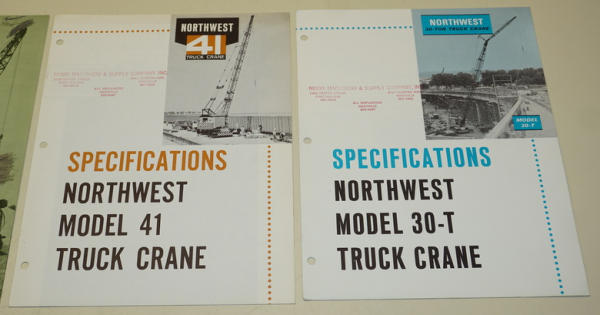 NORTHWEST
41
TRUCK CRANE
SPECIFICATIONS
NORTHWEST
MODEL 41
TRUCK CRANE
NORTHWEST
30-TON TRUCK CRANE
MODEL
30-T
SPECIFICATIONS
NORTHWEST
MODEL 30-T
TRUCK CRANE